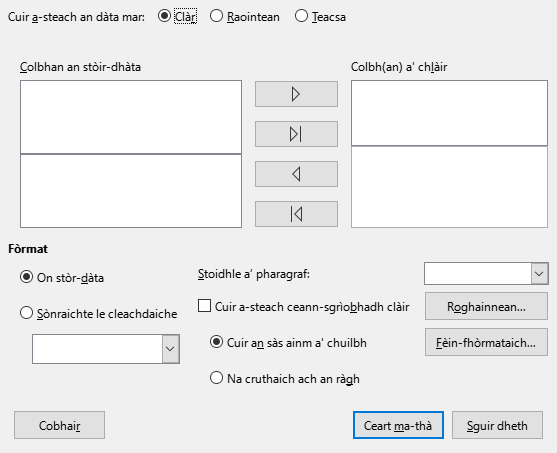 Cuir a-steach an dàta mar: Clàr Raointean Teacsa
Colbhan an stòir-dhàta Colbh(an) a' chlàir
Fòrmat
On stòr-dàta Stoidhle a' pharagraf:
Sònraichte le cleachdaiche Cuir a-steach ceann-sgrìobhadh clàir Roghainnean...
Cuir an sàs ainm a' chuilbh Fèin-fhòrmataich...
Na cruthaich ach an ràgh
Cobhair Ceart ma-thà Sguir dheth